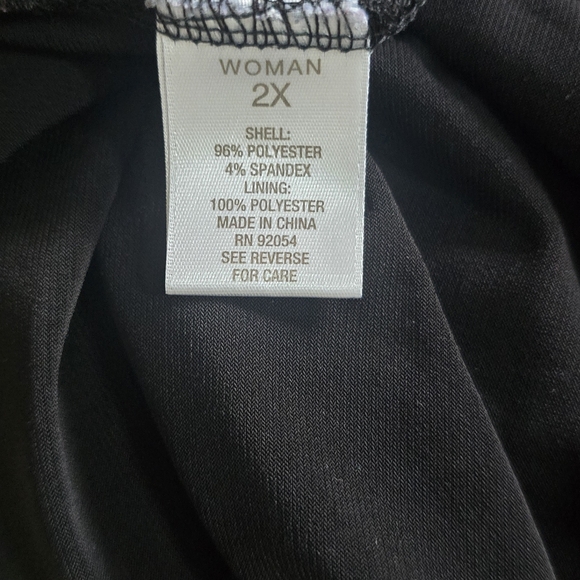 WOMAN
2X
SHELL:
96% POLYESTER
4% SPANDEX
LINING:
100% POLYESTER
MADE IN CHINA
RN 92054
SEE REVERSE
FOR CARE